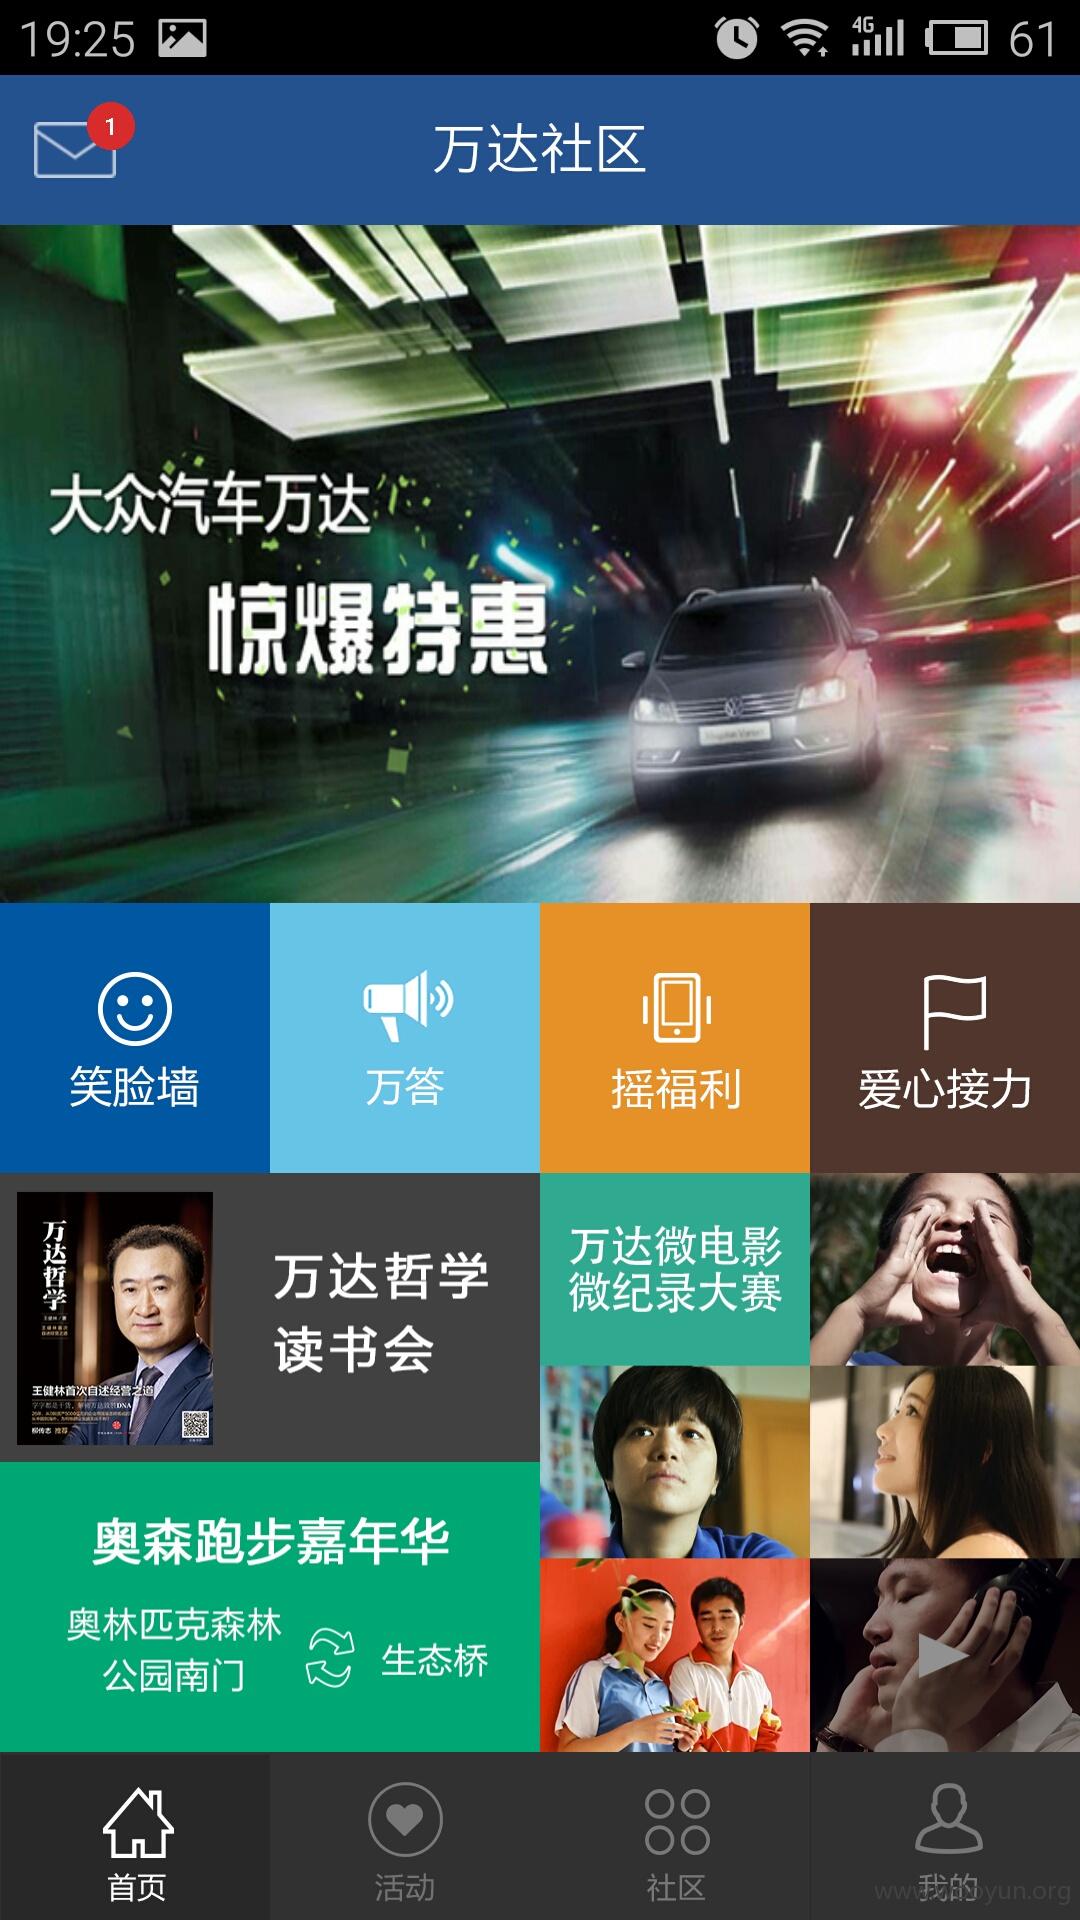 19:25
4G
61
1
万达社区
大众汽车万达
惊爆特惠
笑脸墙
万答
摇福利
爱心接力
万达哲学
王健林首次自述经营之道
柳传志 推荐
万达哲学
读书会
万达微电影
微纪录大赛
奥森跑步嘉年华
奥林匹克森林
公园南门
生态桥
首页
活动
社区
我的
www.wooyun.org